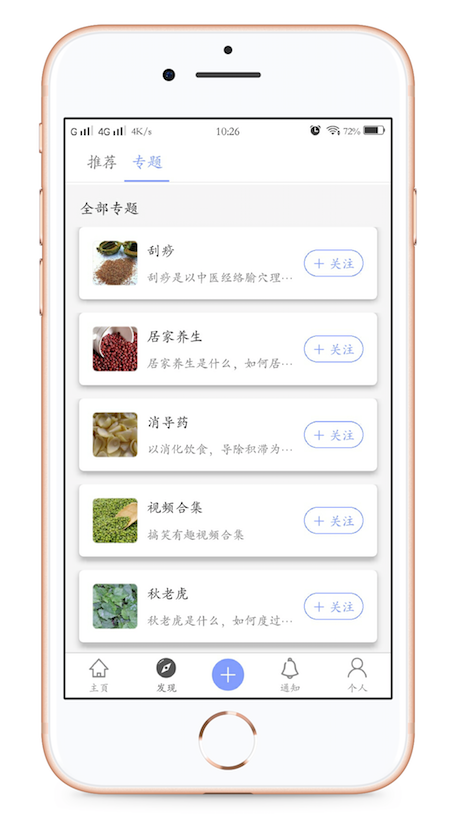 G 4G 4K/s 10:26 72%
推荐 专题
全部专题
刮痧
刮痧是以中医经络腧穴理…
+ 关注
居家养生
居家养生是什么，如何居…
+ 关注
消导药
以消化饮食，导除积滞为…
+ 关注
视频合集
搞笑有趣视频合集
+ 关注
秋老虎
秋老虎是什么，如何度过…
+ 关注
主页 发现 通知 个人